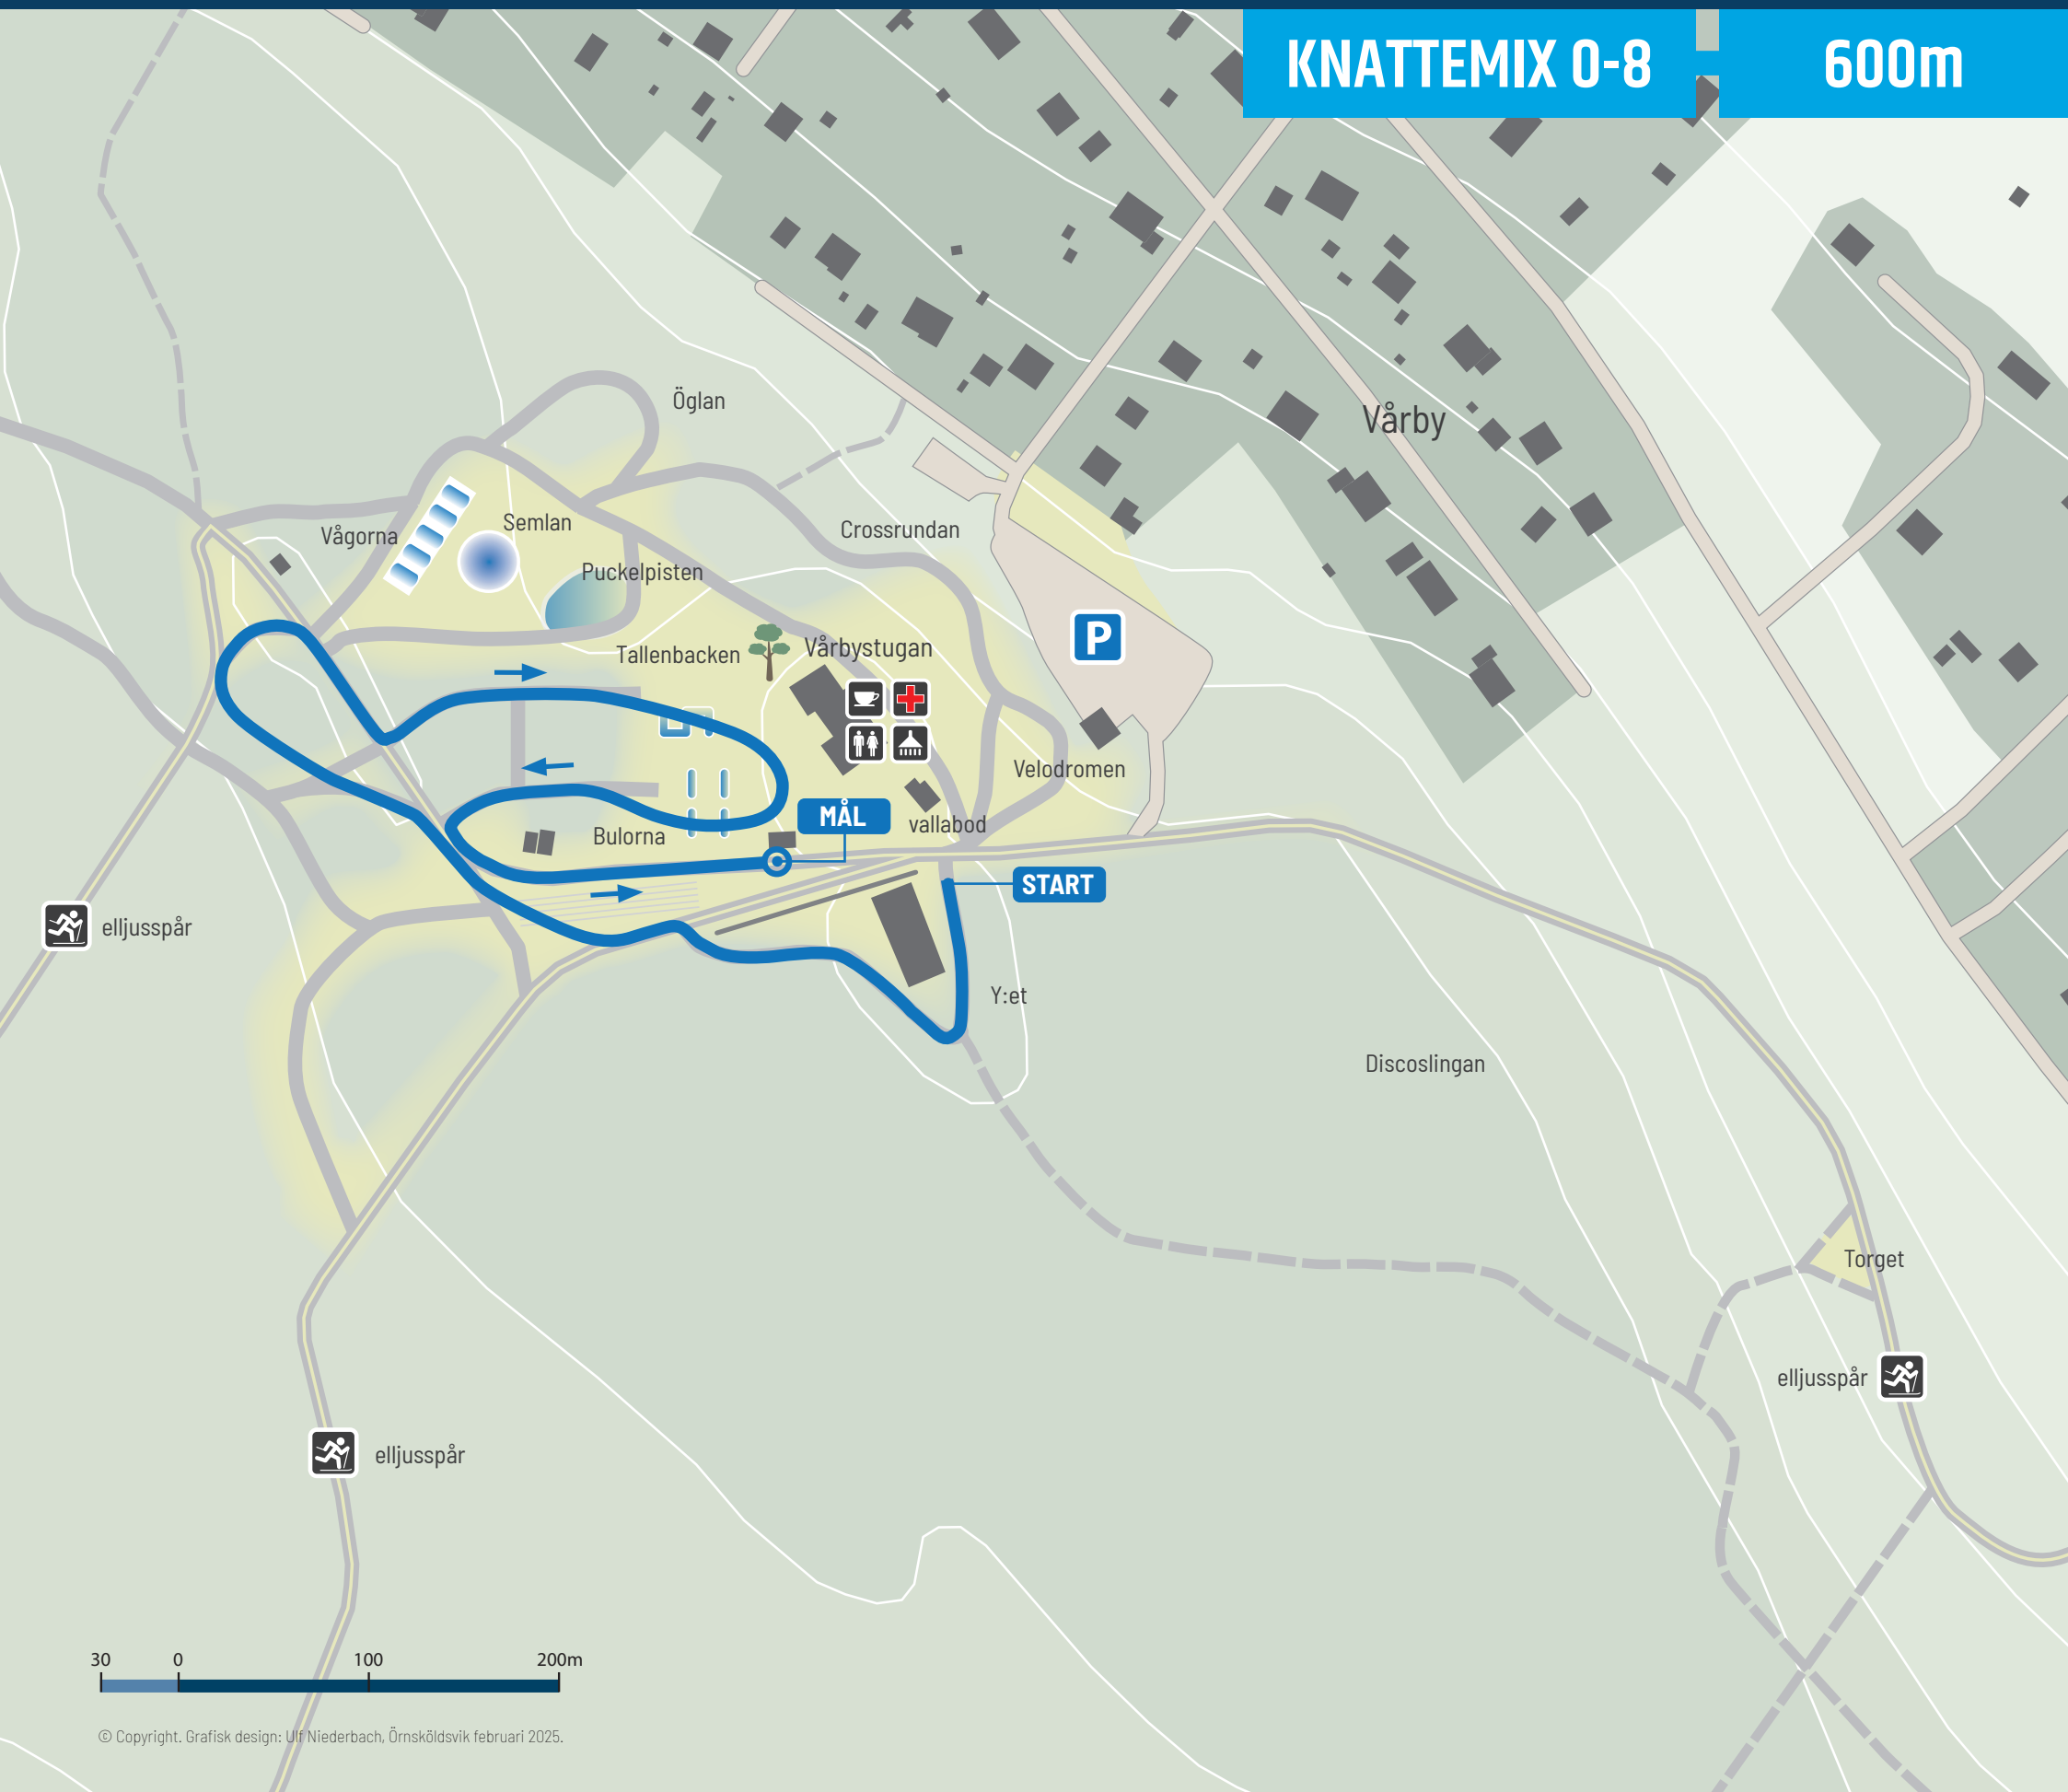 KNATTEMIX 0-8
600m
Öglan
Vårby
Vågorna
Semlan
Crossrundan
Puckelpisten
P
Tallenbacken
Vårbystugan
Velodromen
MÅL
vallabod
Bulorna
START
elljusspår
Y:et
Discoslingan
Torget
elljusspår
elljusspår
30 0 100 200m
© Copyright. Grafisk design: Ulf Niederbach, Örnsköldsvik februari 2025.